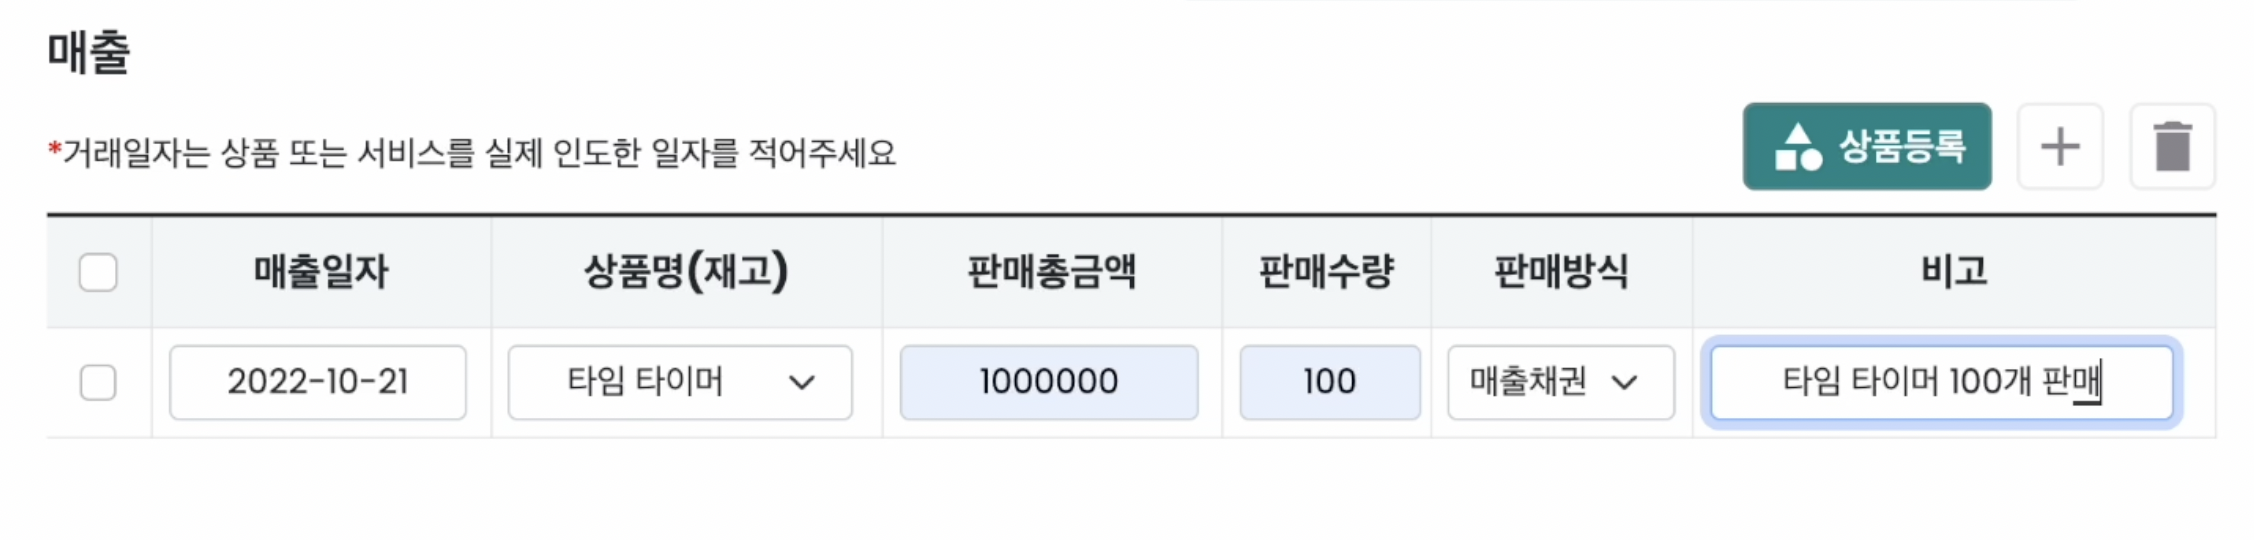 매출
*거래일자는 상품 또는 서비스를 실제 인도한 일자를 적어주세요
상품등록
매출일자 상품명(재고) 판매총금액 판매수량 판매방식 비고
2022-10-21 타임 타이머 1000000 100 매출채권 타임 타이머 100개 판매